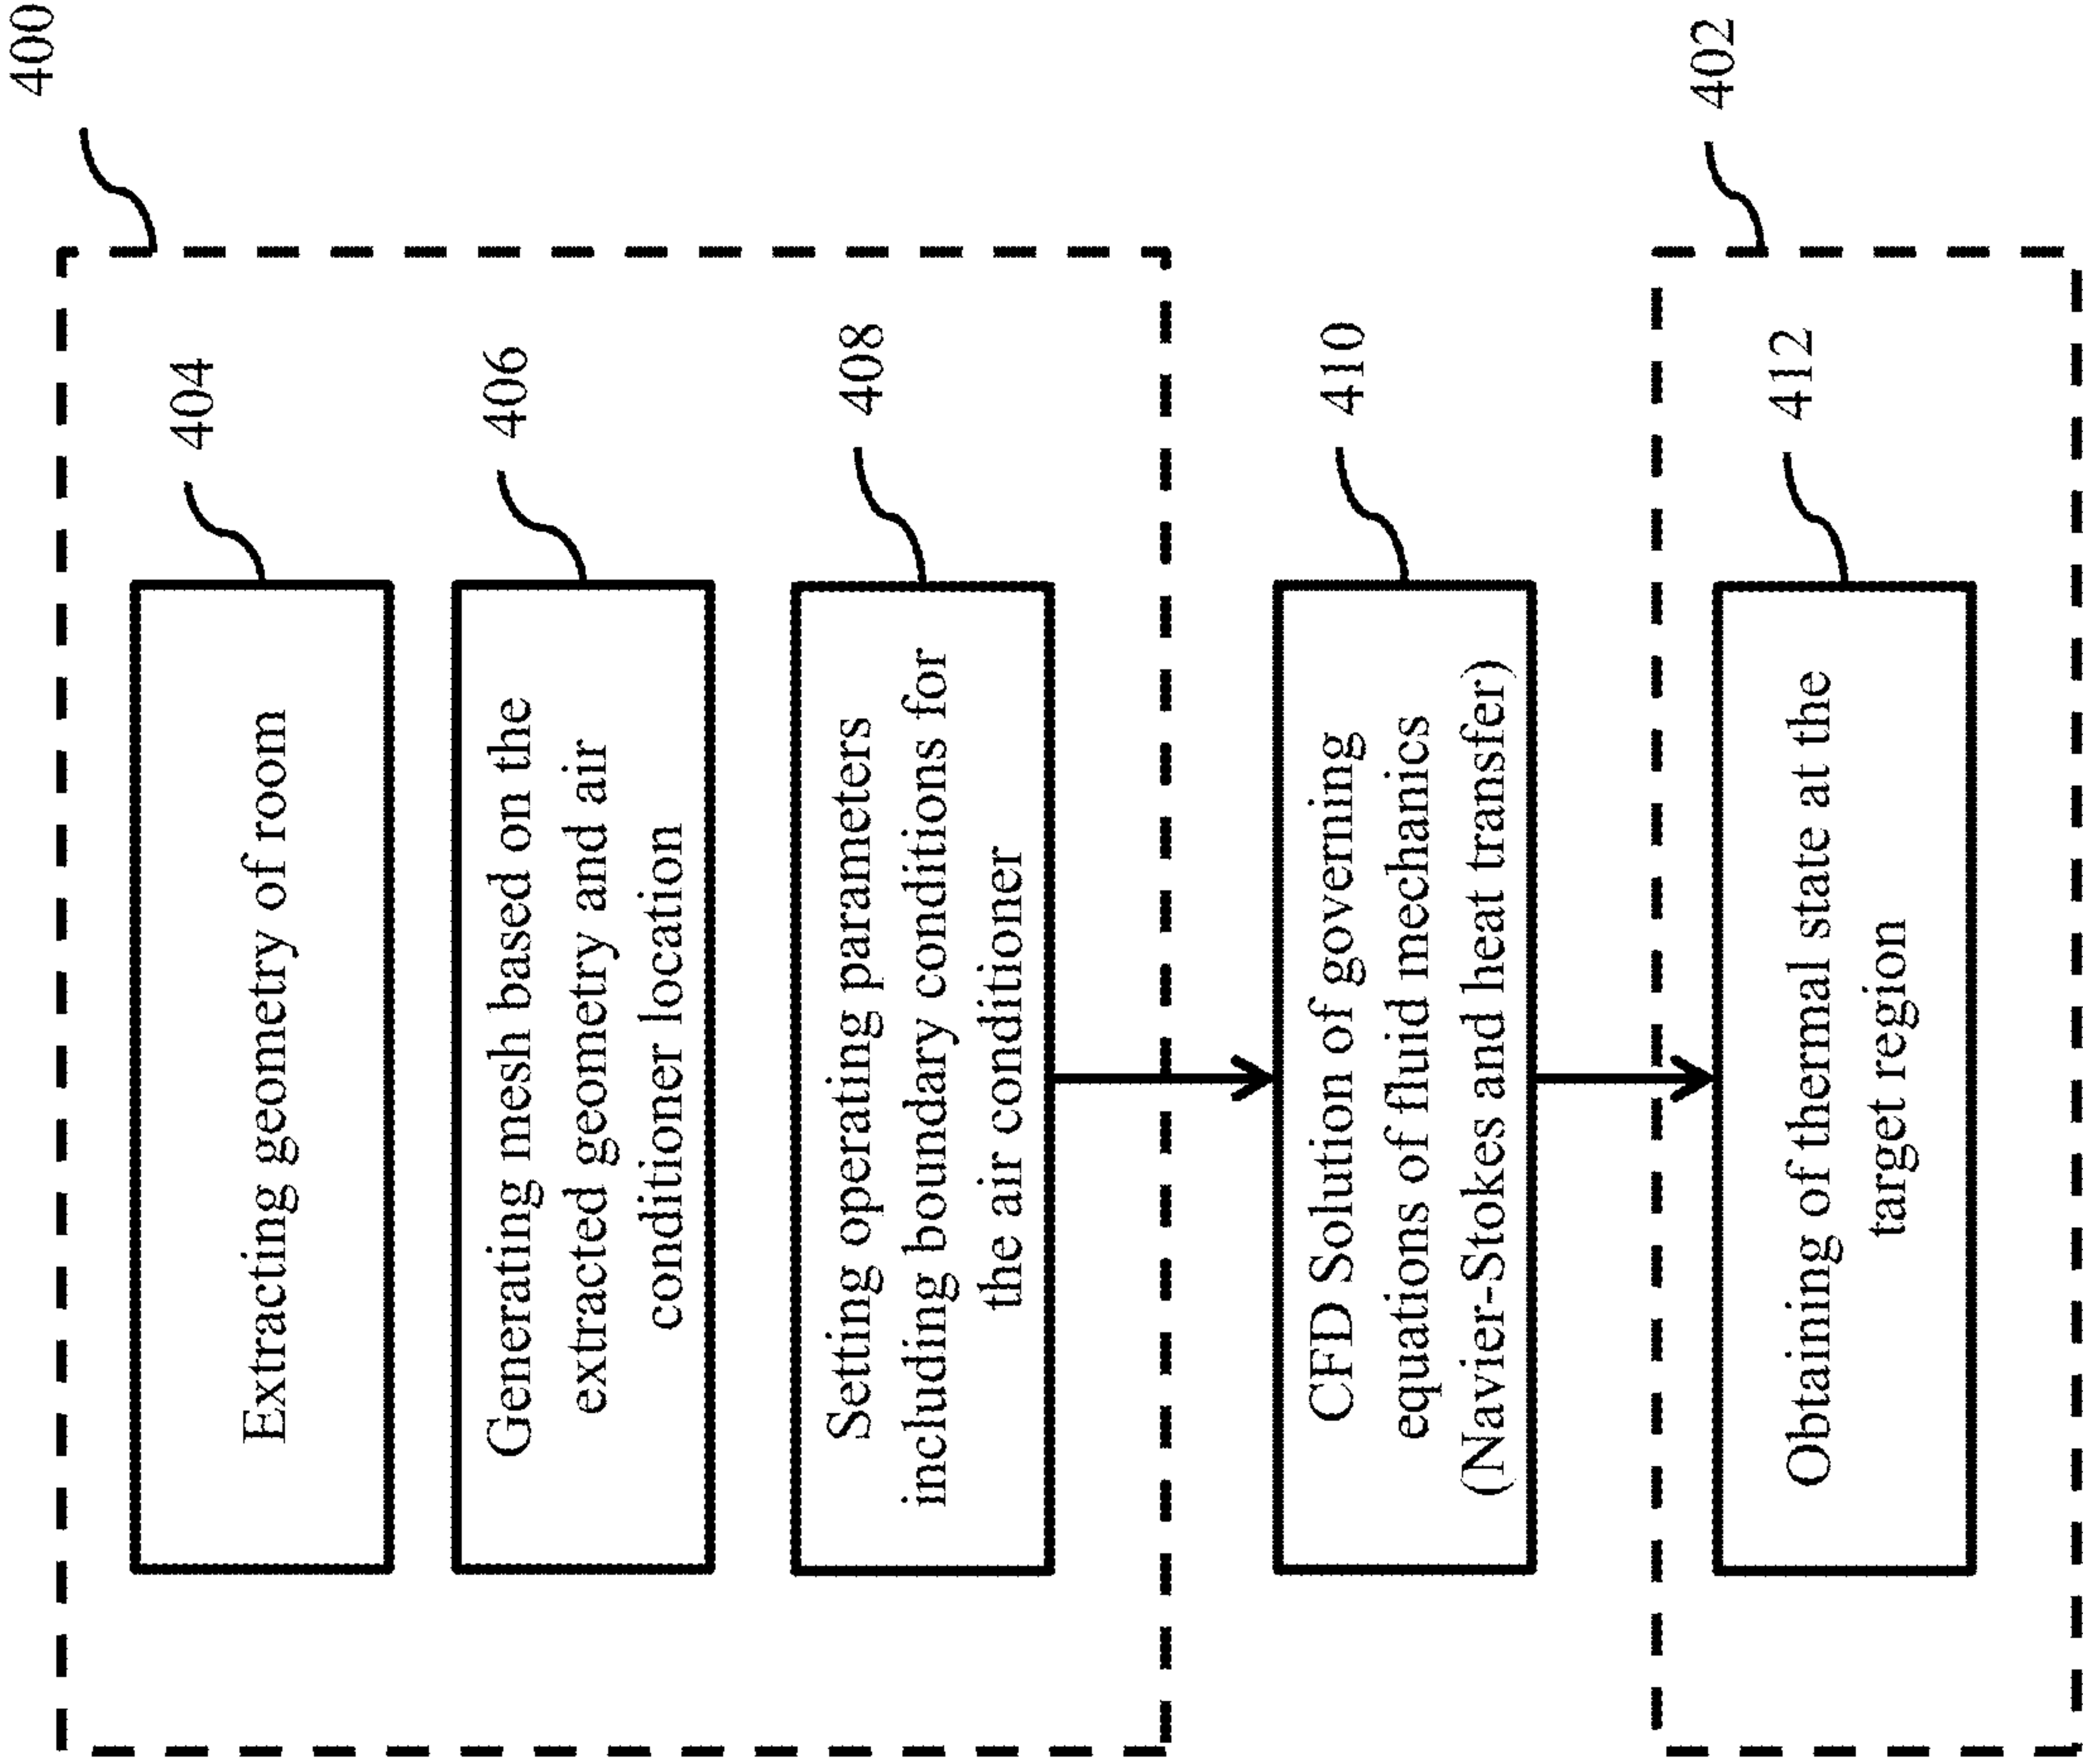 400
404
Extracting geometry of room
406
Generating mesh based on the
extracted geometry and air
conditioner location
408
Setting operating parameters
including boundary conditions for
the air conditioner
410
CFD Solution of governing
equations of fluid mechanics
(Navier-Stokes and heat transfer)
402
412
Obtaining of thermal state at the
target region